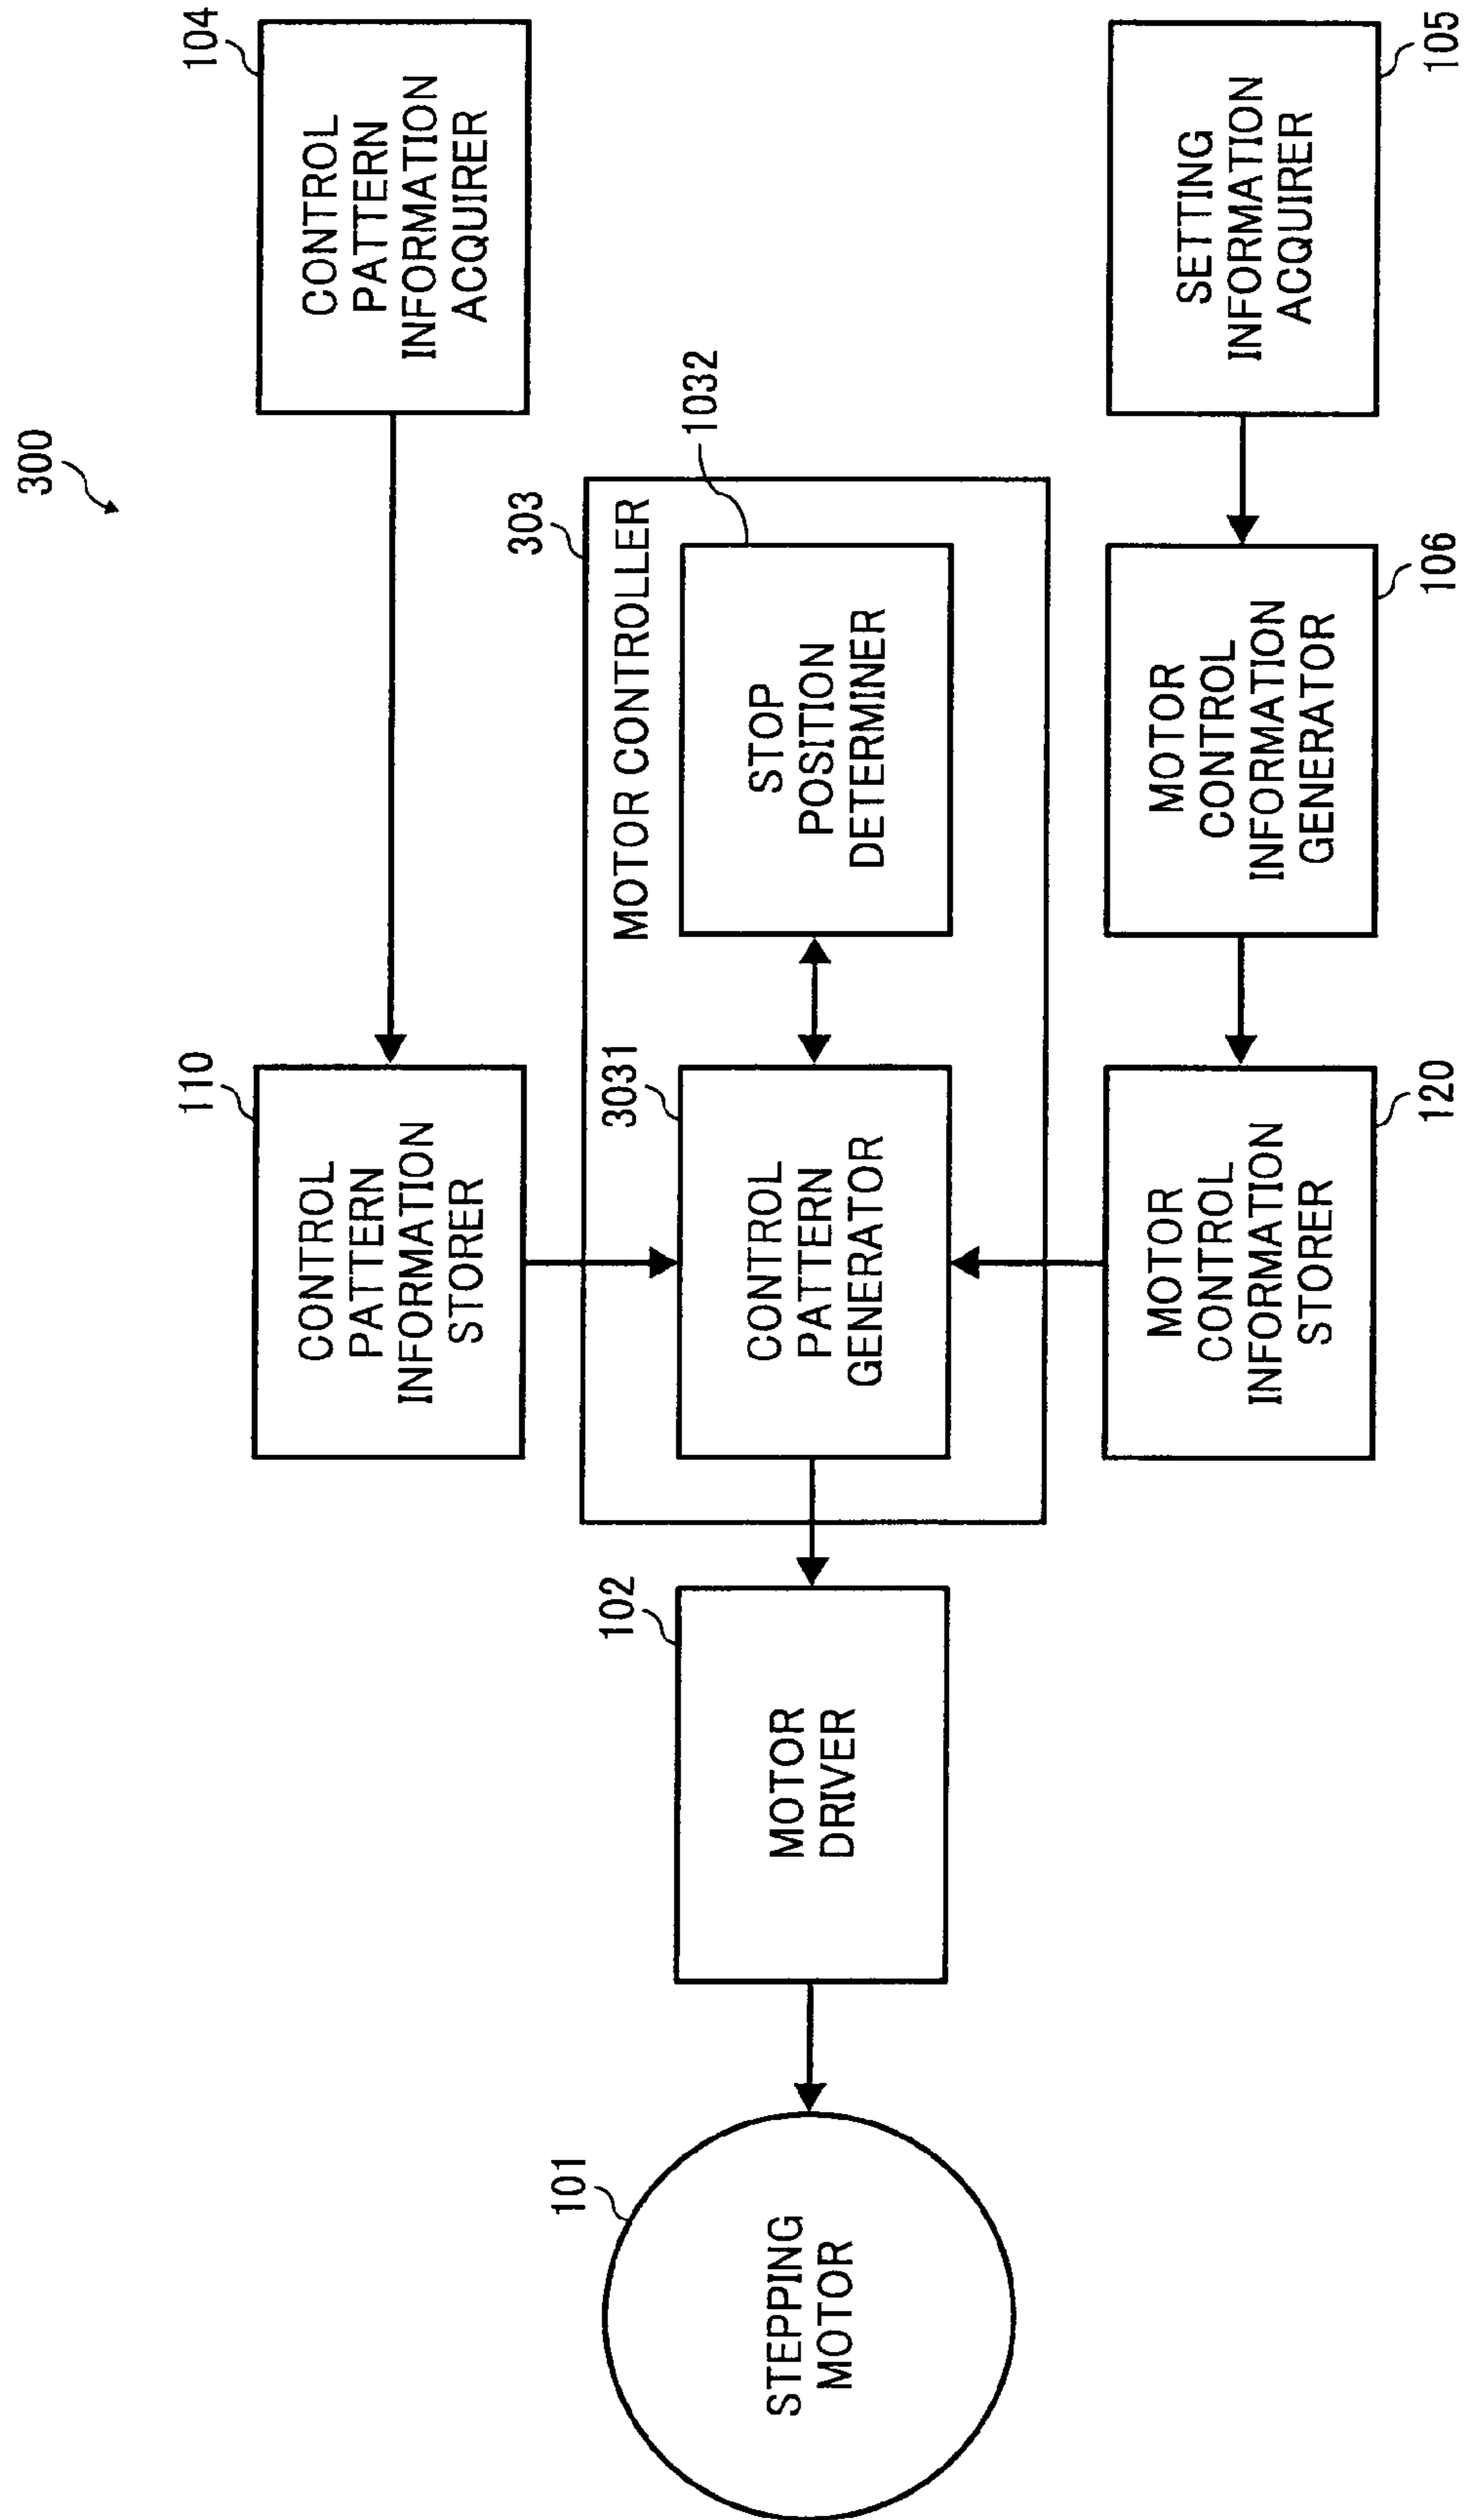 300
104
CONTROL
PATTERN
INFORMATION
ACQUIRER
110
CONTROL
PATTERN
INFORMATION
STORER
303
MOTOR CONTROLLER
1032
STOP
POSITION
DETERMINER
3031
CONTROL
PATTERN
GENERATOR
102
MOTOR
DRIVER
101
STEPPING
MOTOR
105
SETTING
INFORMATION
ACQUIRER
106
MOTOR
CONTROL
INFORMATION
GENERATOR
120
MOTOR
CONTROL
INFORMATION
STORER